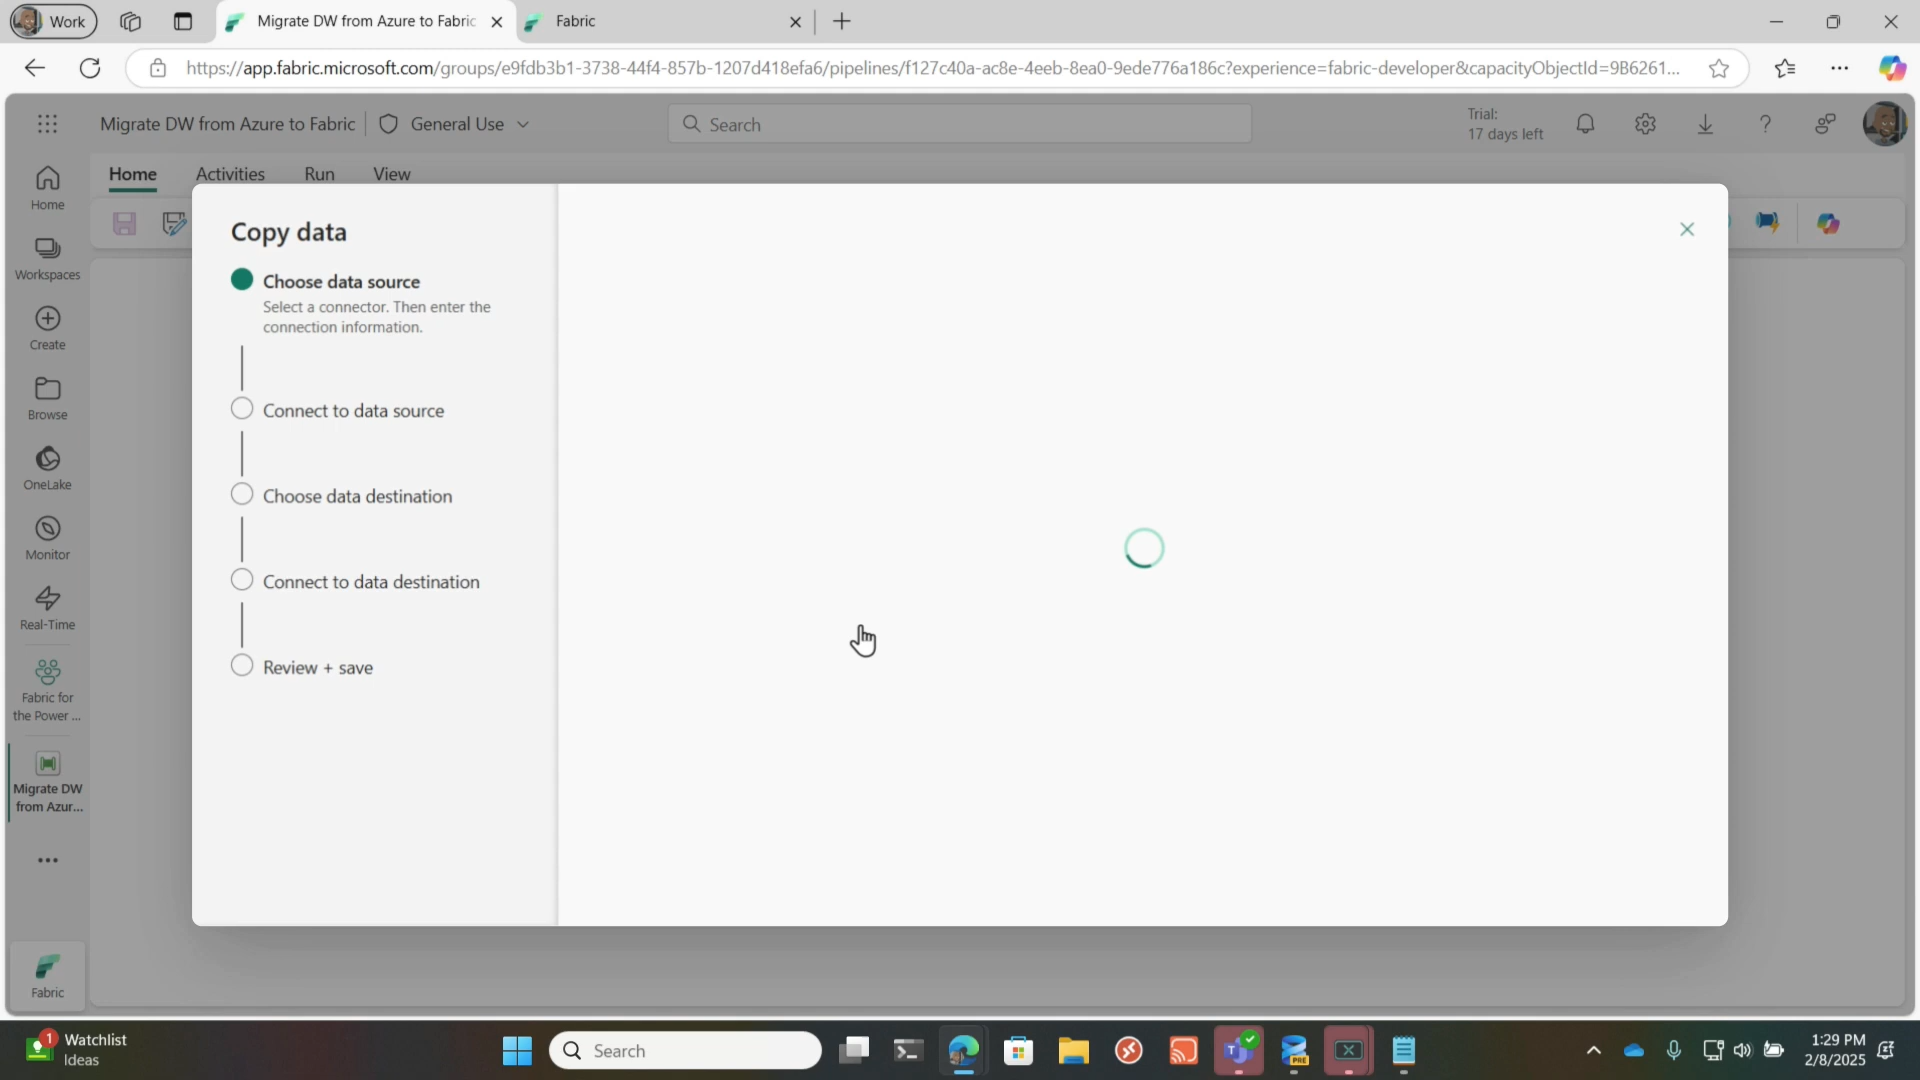 Work
Migrate DW from Azure to Fabric
Fabric
https://app.fabric.microsoft.com/groups/e9fdb3b1-3738-44f4-857b-1207d418efa6/pipelines/f127c40a-ac8e-4eeb-8ea0-9ede776a186c?experience=fabric-developer&capacityObjectId=9B6261...
Migrate DW from Azure to Fabric
General Use
Search
Trial:
17 days left
Home
Activities
Run
View
Home
Workspaces
Create
Browse
OneLake
Monitor
Real-Time
Fabric for
the Power ...
Migrate DW
from Azur...
Fabric
Copy data
Choose data source
Select a connector. Then enter the
connection information.
Connect to data source
Choose data destination
Connect to data destination
Review + save
1
Watchlist
Ideas
Search
PRE
1:29 PM
2/8/2025